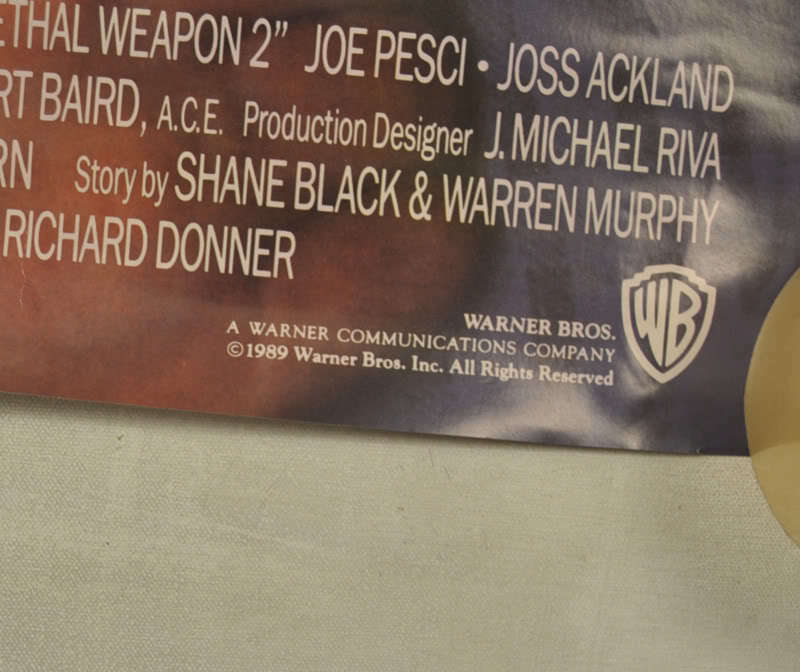 ETHAL WEAPON 2" JOE PESCI • JOSS ACKLAND
RT BAIRD, A.C.E. Production Designer J. MICHAEL RIVA
RN Story by SHANE BLACK & WARREN MURPHY
RICHARD DONNER
WARNER BROS.
A WARNER COMMUNICATIONS COMPANY
©1989 Warner Bros. Inc. All Rights Reserved
WB